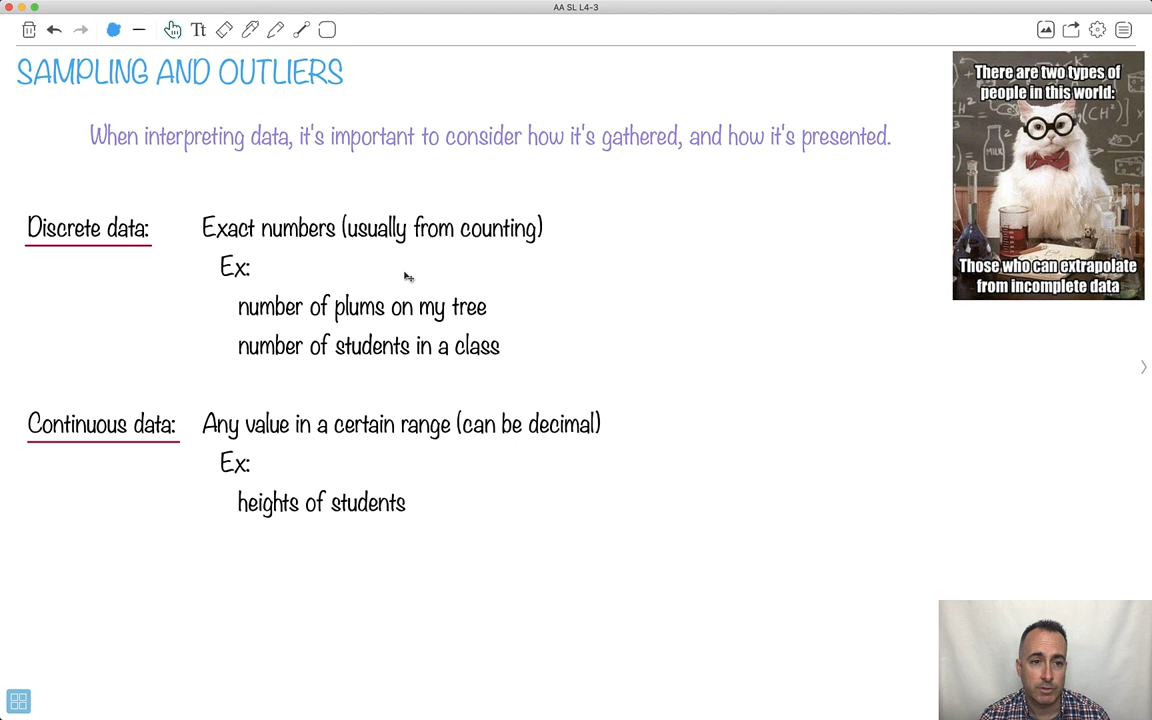 AA SL L4-3
Tt
SAMPLING AND OUTLIERS
When interpreting data, it's important to consider how it's gathered, and how it's presented.
Discrete data: Exact numbers (usually from counting)
Ex:
number of plums on my tree
number of students in a class
Continuous data: Any value in a certain range (can be decimal)
Ex:
heights of students
There are two types of
people in this world:
MILK
Those who can extrapolate
from incomplete data